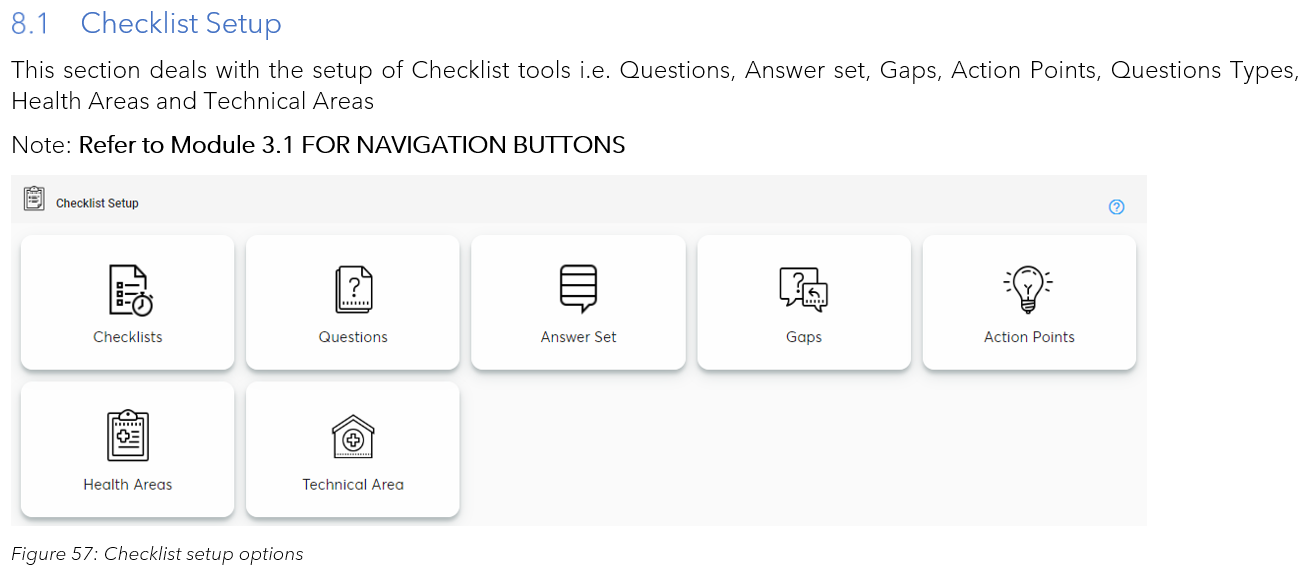 8.1 Checklist Setup
This section deals with the setup of Checklist tools i.e. Questions, Answer set, Gaps, Action Points, Questions Types,
Health Areas and Technical Areas
Note: Refer to Module 3.1 FOR NAVIGATION BUTTONS
Checklist Setup
?
Checklists
Questions
Answer Set
Gaps
Action Points
Health Areas
Technical Area
Figure 57: Checklist setup options